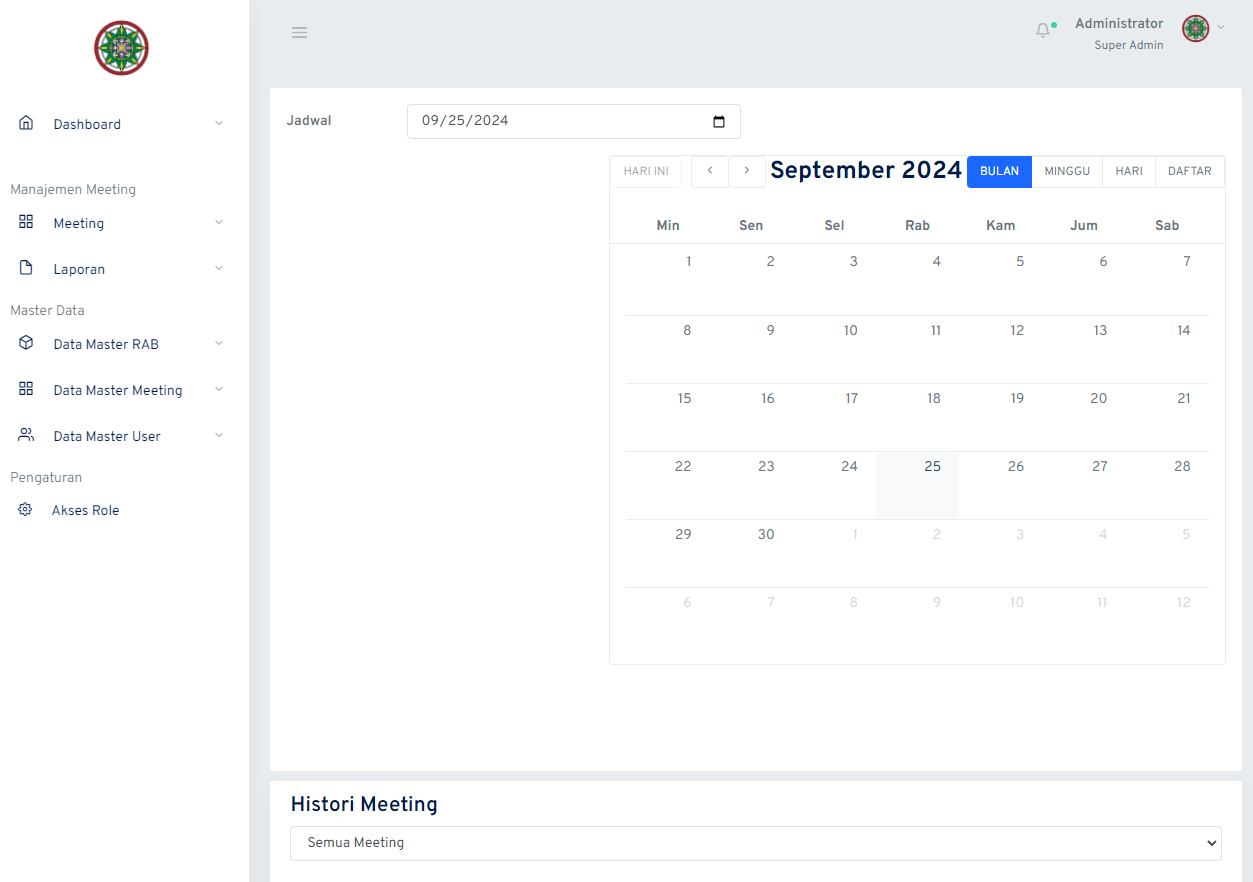 Administrator
Super Admin
Dashboard
Manajemen Meeting
Meeting
Laporan
Master Data
Data Master RAB
Data Master Meeting
Data Master User
Pengaturan
Akses Role
Jadwal 09/25/2024
HARI INI September 2024 BULAN MINGGU HARI DAFTAR
Min Sen Sel Rab Kam Jum Sab
1 2 3 4 5 6 7
8 9 10 11 12 13 14
15 16 17 18 19 20 21
22 23 24 25 26 27 28
29 30 1 2 3 4 5
6 7 8 9 10 11 12
Histori Meeting
Semua Meeting